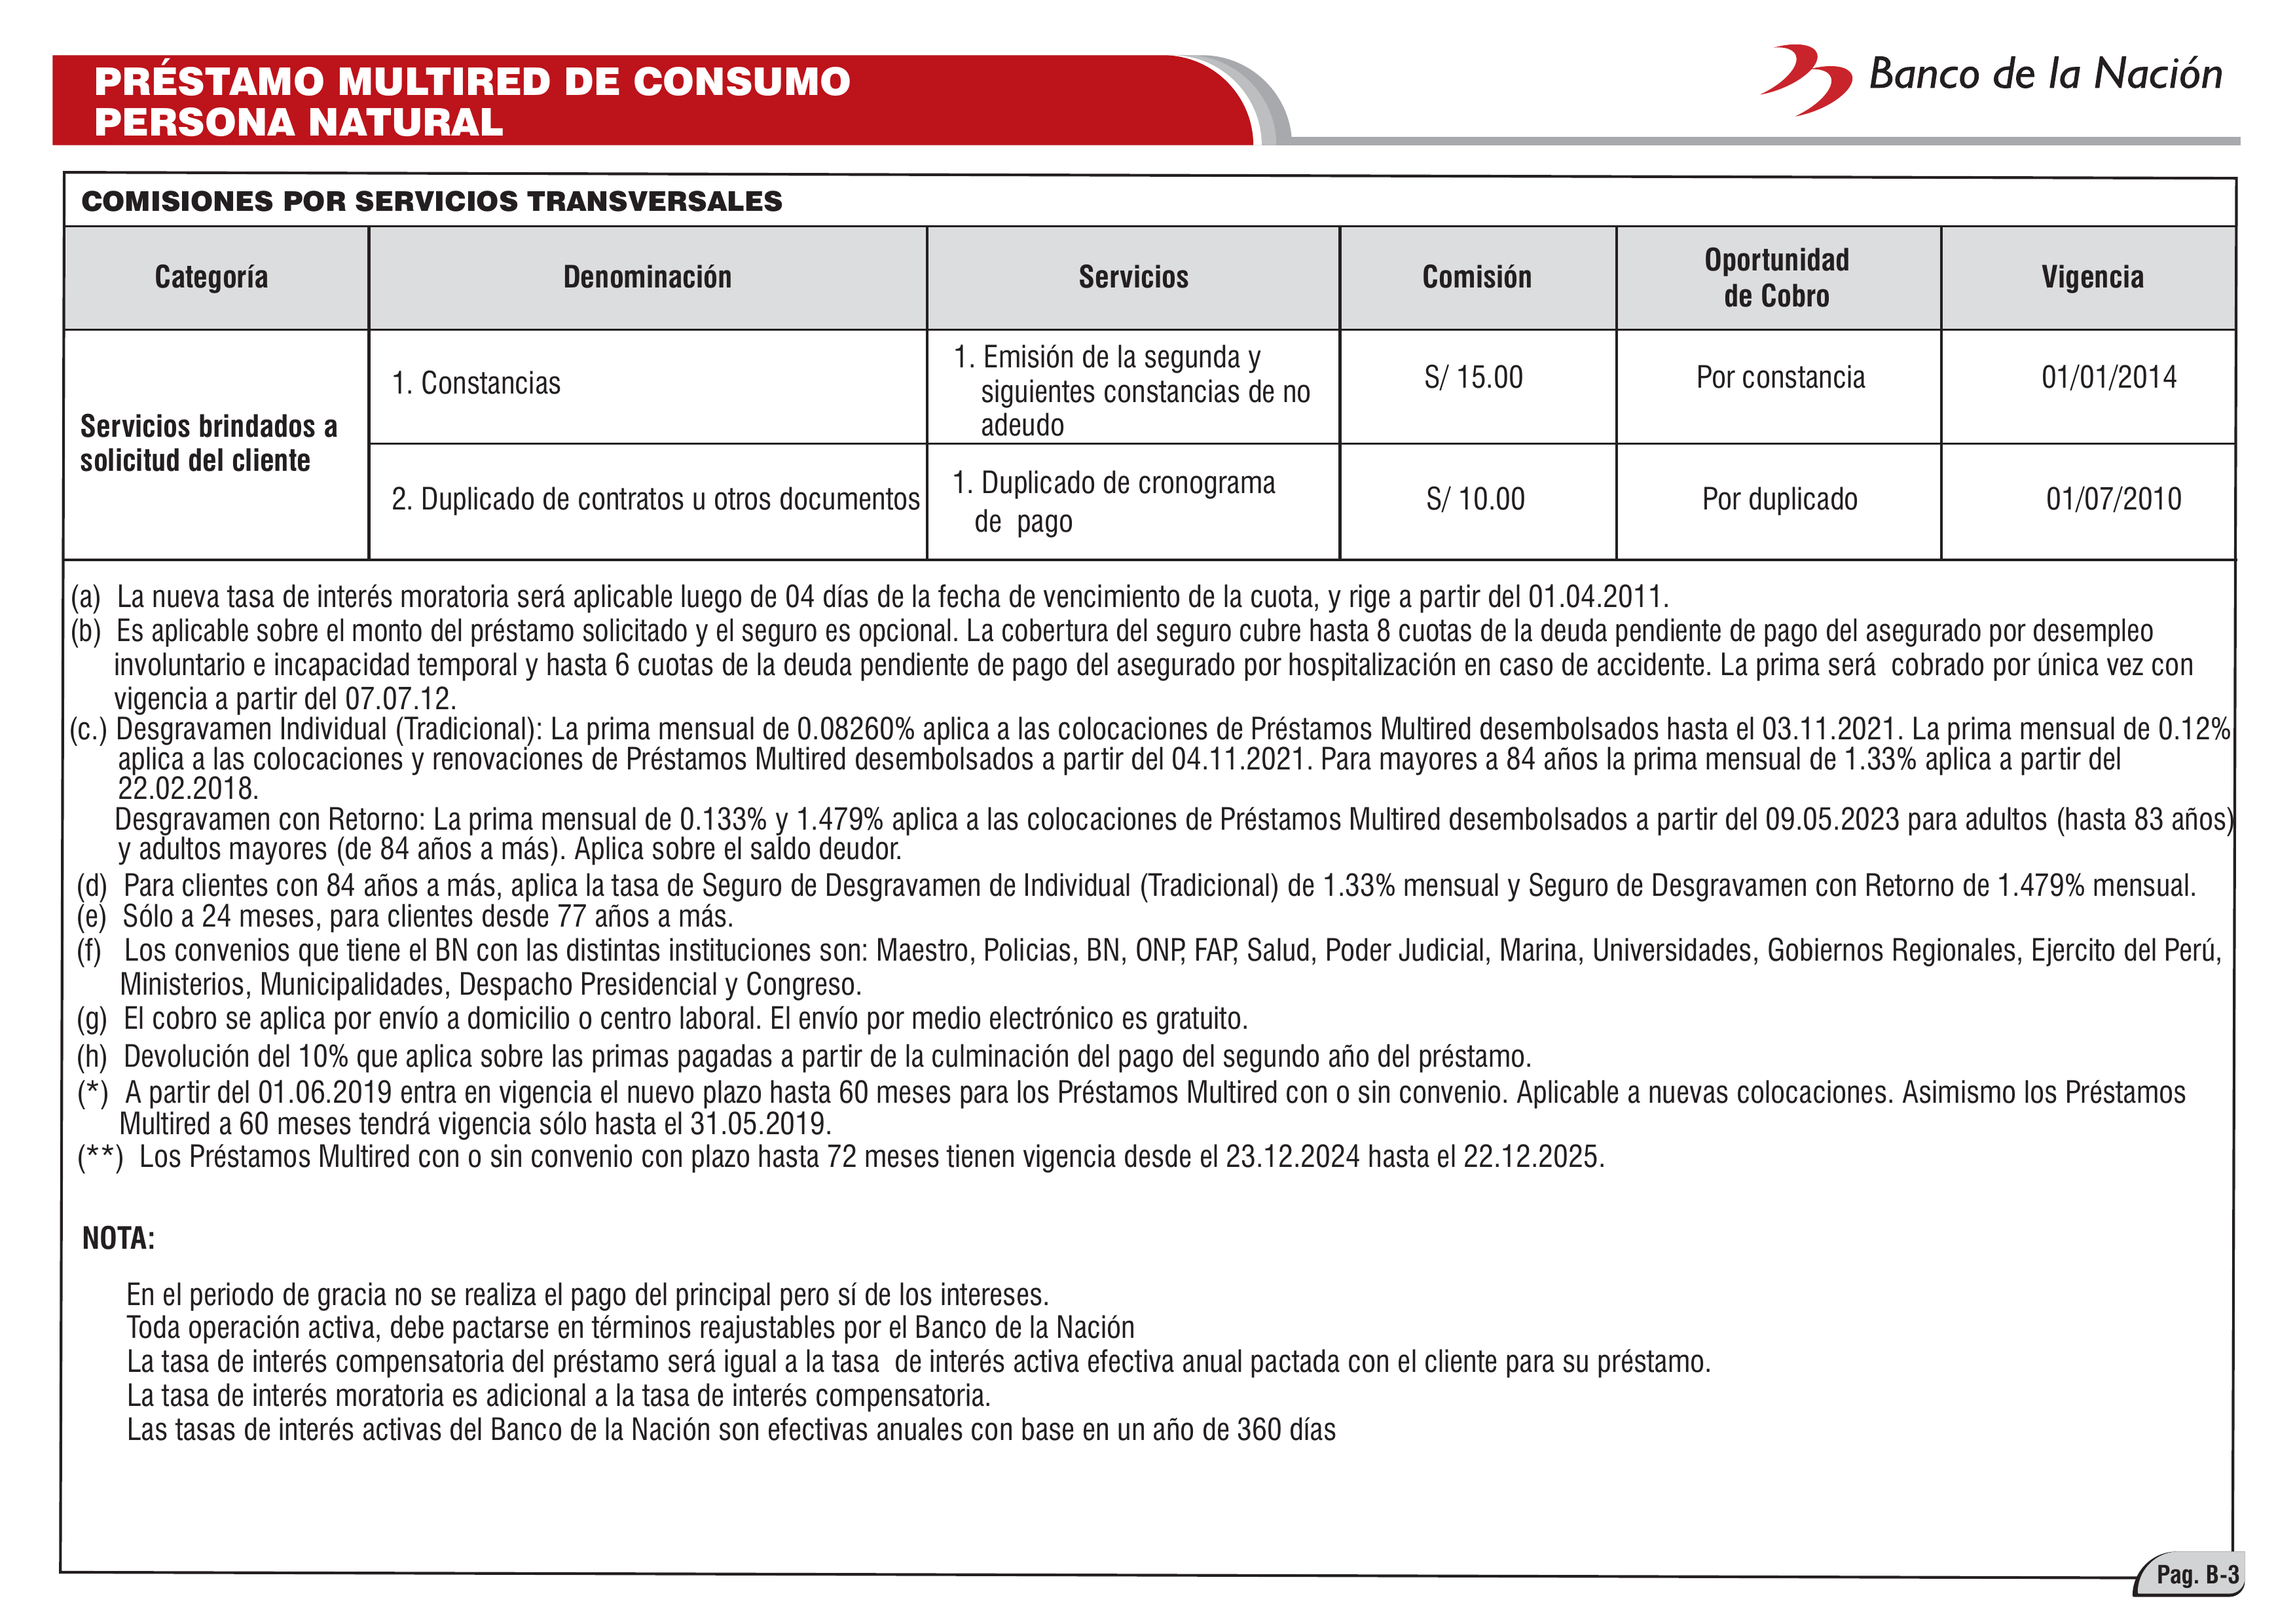 PRÉSTAMO MULTIRED DE CONSUMO
PERSONA NATURAL
Banco de la Nación
COMISIONES POR SERVICIOS TRANSVERSALES
Categoría
Denominación
Servicios
Comisión
Oportunidad
de Cobro
Vigencia
Servicios brindados a
solicitud del cliente
1. Constancias
1. Emisión de la segunda y
siguientes constancias de no
adeudo
S/ 15.00
Por constancia
01/01/2014
2. Duplicado de contratos u otros documentos
1. Duplicado de cronograma
de pago
S/ 10.00
Por duplicado
01/07/2010
(a) La nueva tasa de interés moratoria será aplicable luego de 04 días de la fecha de vencimiento de la cuota, y rige a partir del 01.04.2011.
(b) Es aplicable sobre el monto del préstamo solicitado y el seguro es opcional. La cobertura del seguro cubre hasta 8 cuotas de la deuda pendiente de pago del asegurado por desempleo
involuntario e incapacidad temporal y hasta 6 cuotas de la deuda pendiente de pago del asegurado por hospitalización en caso de accidente. La prima será cobrado por única vez con
vigencia a partir del 07.07.12.
(c.) Desgravamen Individual (Tradicional): La prima mensual de 0.08260% aplica a las colocaciones de Préstamos Multired desembolsados hasta el 03.11.2021. La prima mensual de 0.12%
aplica a las colocaciones y renovaciones de Préstamos Multired desembolsados a partir del 04.11.2021. Para mayores a 84 años la prima mensual de 1.33% aplica a partir del
22.02.2018.
Desgravamen con Retorno: La prima mensual de 0.133% y 1.479% aplica a las colocaciones de Préstamos Multired desembolsados a partir del 09.05.2023 para adultos (hasta 83 años)
y adultos mayores (de 84 años a más). Aplica sobre el saldo deudor.
(d) Para clientes con 84 años a más, aplica la tasa de Seguro de Desgravamen de Individual (Tradicional) de 1.33% mensual y Seguro de Desgravamen con Retorno de 1.479% mensual.
(e) Sólo a 24 meses, para clientes desde 77 años a más.
(f) Los convenios que tiene el BN con las distintas instituciones son: Maestro, Policias, BN, ONP, FAP, Salud, Poder Judicial, Marina, Universidades, Gobiernos Regionales, Ejercito del Perú,
Ministerios, Municipalidades, Despacho Presidencial y Congreso.
(g) El cobro se aplica por envío a domicilio o centro laboral. El envío por medio electrónico es gratuito.
(h) Devolución del 10% que aplica sobre las primas pagadas a partir de la culminación del pago del segundo año del préstamo.
(*) A partir del 01.06.2019 entra en vigencia el nuevo plazo hasta 60 meses para los Préstamos Multired con o sin convenio. Aplicable a nuevas colocaciones. Asimismo los Préstamos
Multired a 60 meses tendrá vigencia sólo hasta el 31.05.2019.
(**) Los Préstamos Multired con o sin convenio con plazo hasta 72 meses tienen vigencia desde el 23.12.2024 hasta el 22.12.2025.
NOTA:
En el periodo de gracia no se realiza el pago del principal pero sí de los intereses.
Toda operación activa, debe pactarse en términos reajustables por el Banco de la Nación
La tasa de interés compensatoria del préstamo será igual a la tasa de interés activa efectiva anual pactada con el cliente para su préstamo.
La tasa de interés moratoria es adicional a la tasa de interés compensatoria.
Las tasas de interés activas del Banco de la Nación son efectivas anuales con base en un año de 360 días
Pag. B-3